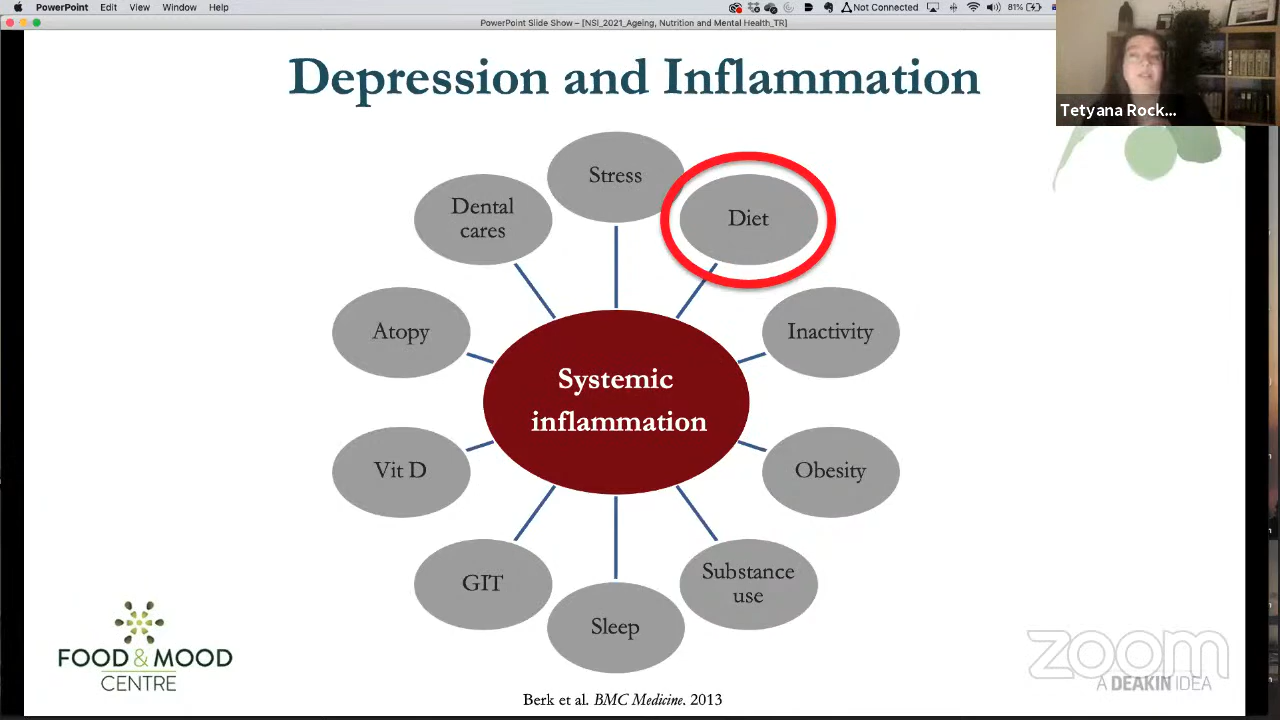 PowerPoint Edit View Window Help
Not Connected
81%
PowerPoint Slide Show - [NSI_2021_Ageing, Nutrition and Mental Health_TR]
Tetyana Rock...
Depression and Inflammation
Stress
Diet
Dental
cares
Inactivity
Atopy
Systemic
inflammation
Obesity
Vit D
Substance
use
GIT
Sleep
FOOD & MOOD
CENTRE
zoom
A DEAKIN IDEA
Berk et al. BMC Medicine. 2013